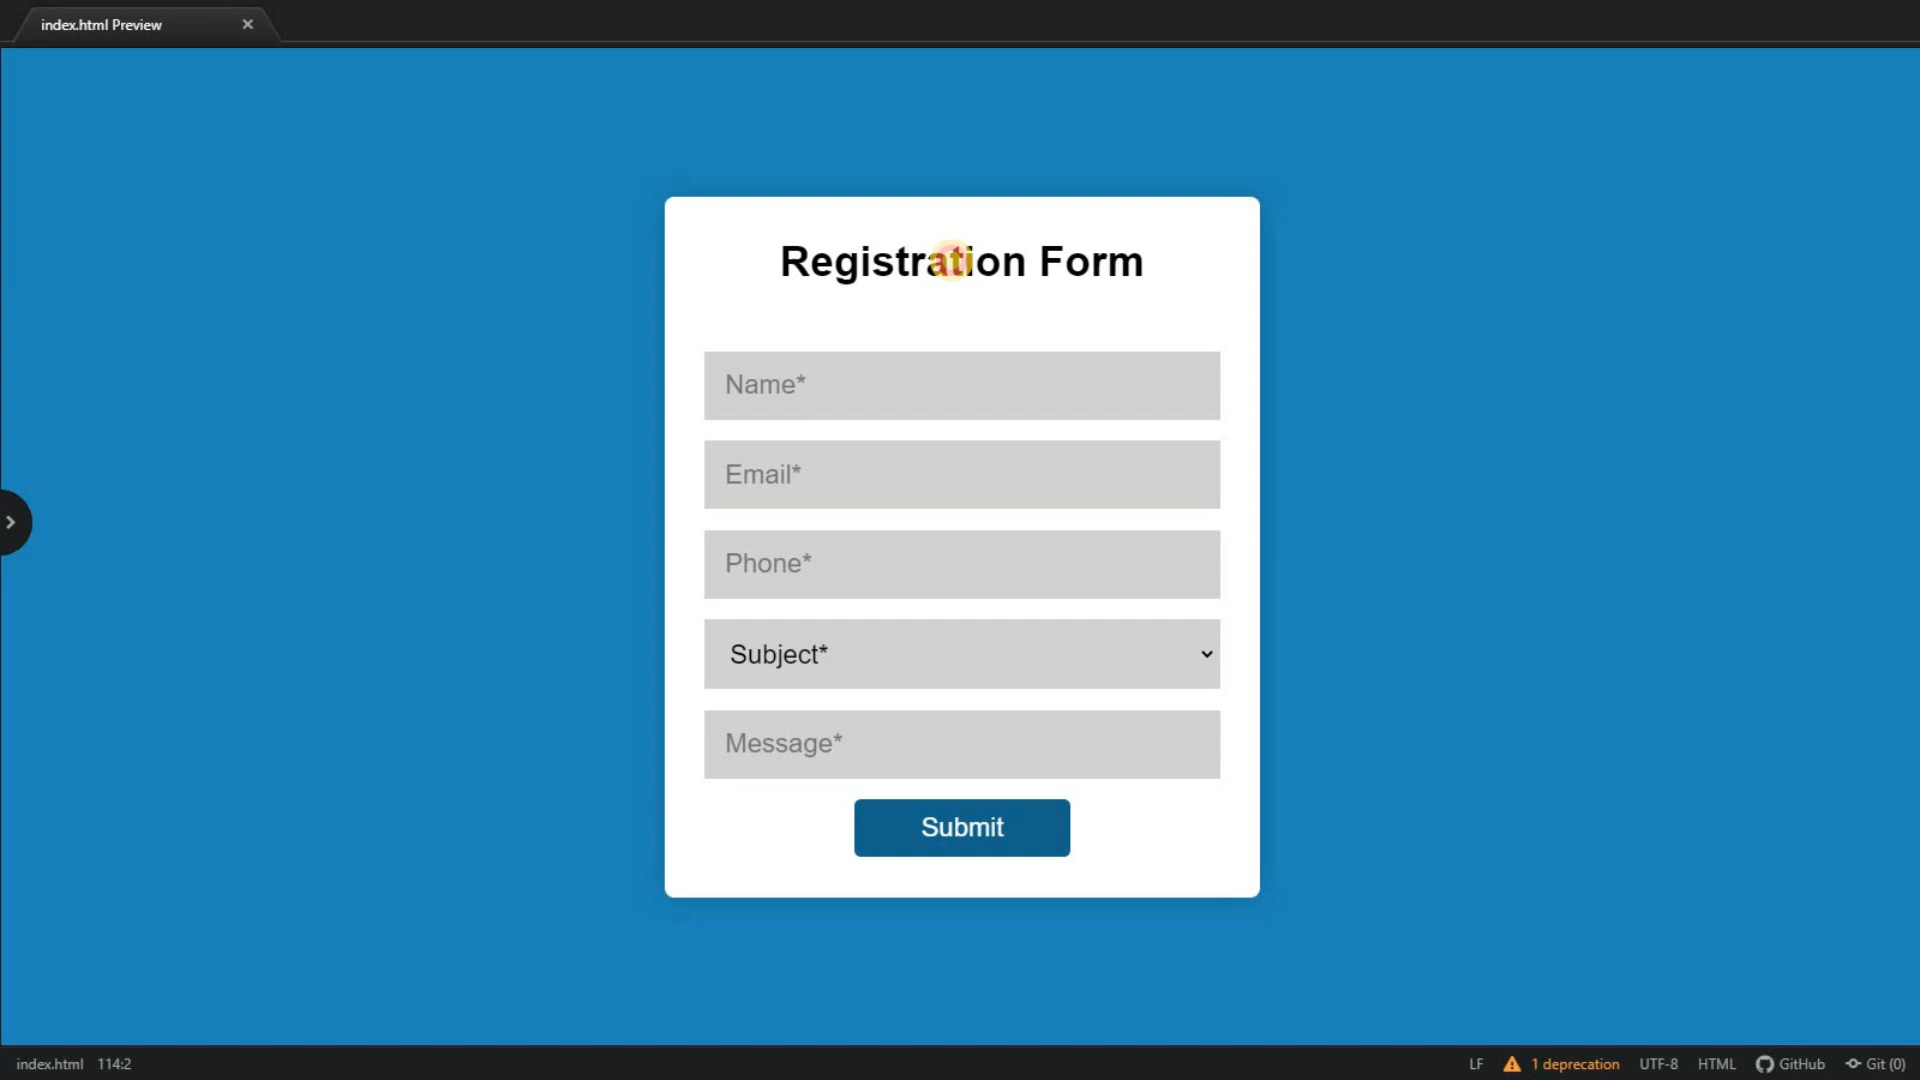 index.html Preview
Registration Form
Name*
Email*
Phone*
Subject*
Message*
Submit
index.html 114:2 LF 1 deprecation UTF-8 HTML GitHub Git (0)